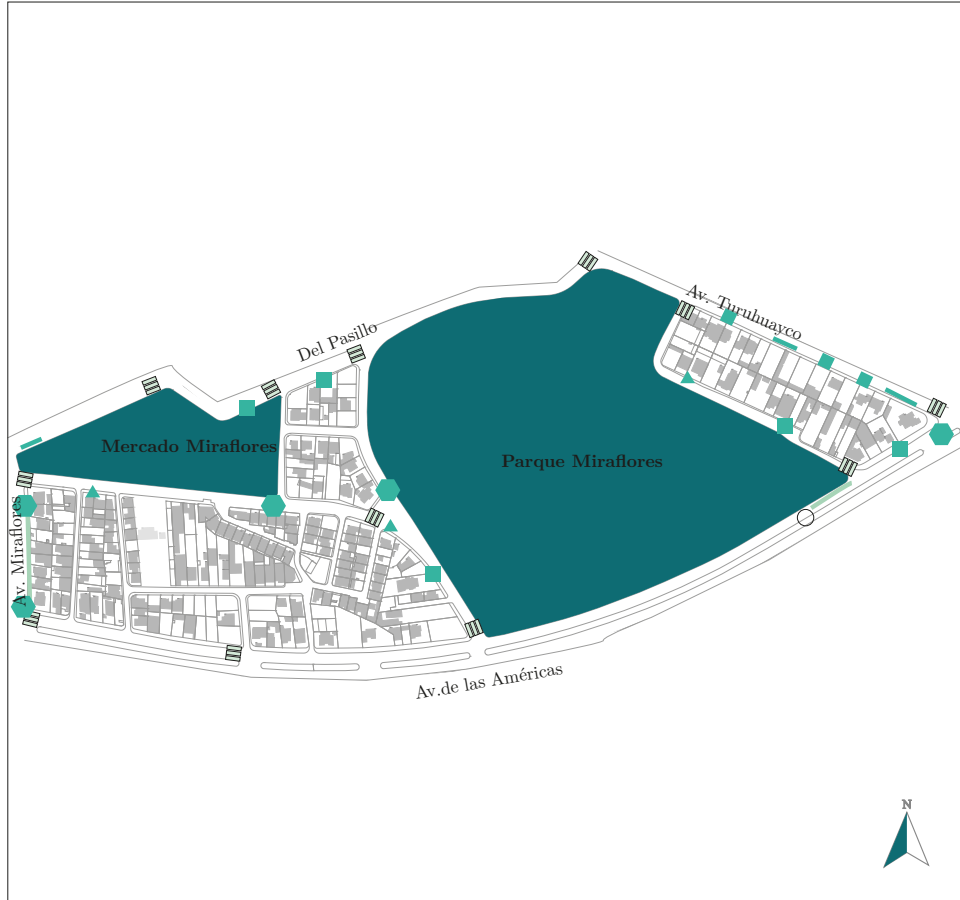 Av. Turuhuayco
Del Pasillo
Mercado Miraflores
Parque Miraflores
Av. Miraflores
Av.de las Américas
N